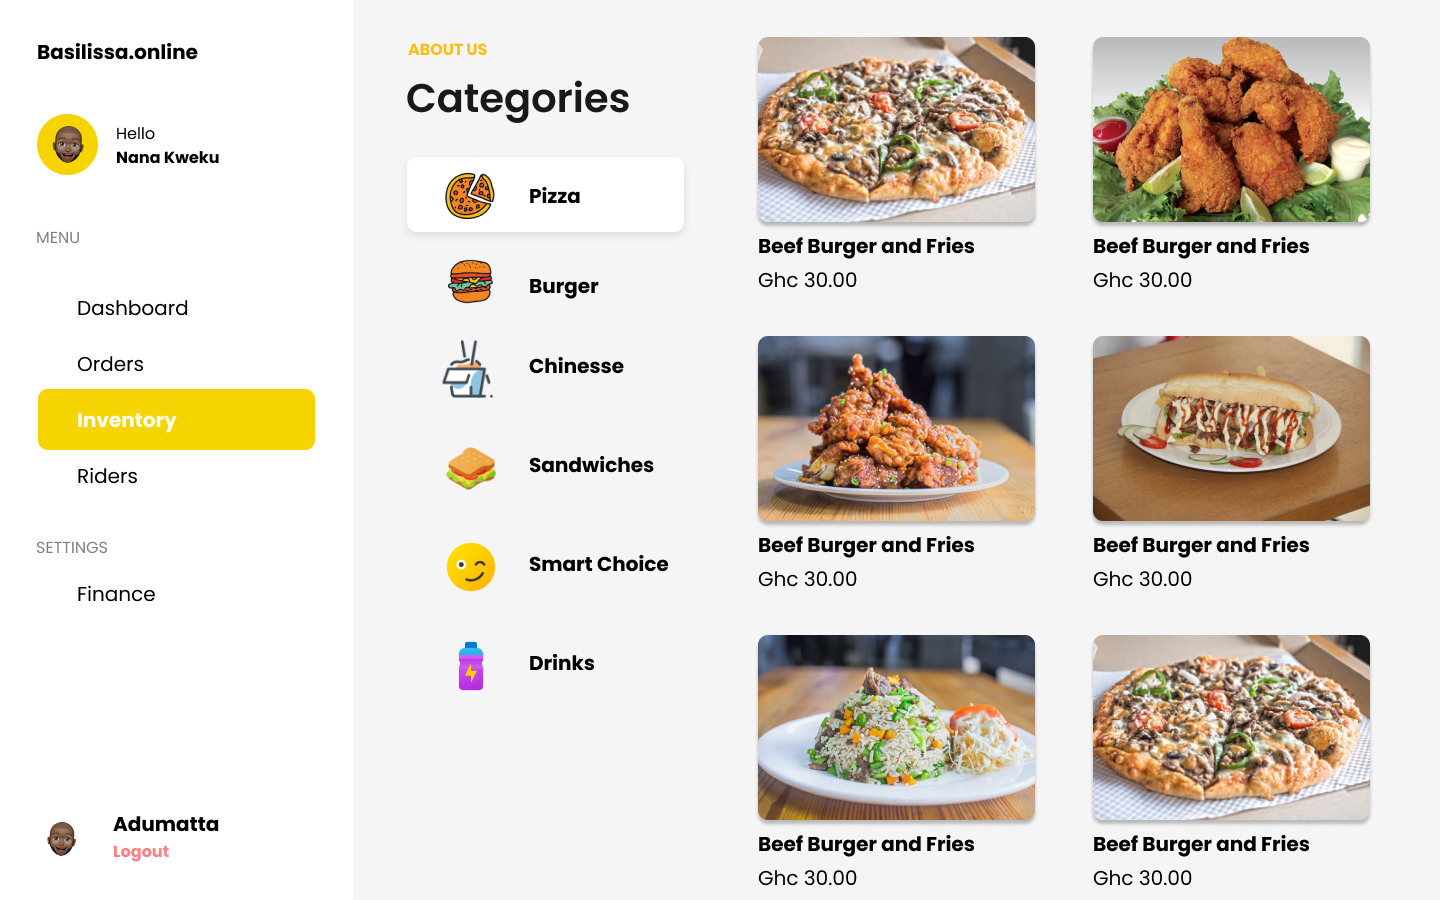 Basilissa.online
Hello
Nana Kweku
MENU
Dashboard
Orders
Inventory
Riders
SETTINGS
Finance
Adumatta
Logout
ABOUT US
Categories
Pizza
Burger
Chinesse
Sandwiches
Smart Choice
Drinks
Beef Burger and Fries
Ghc 30.00
Beef Burger and Fries
Ghc 30.00
Beef Burger and Fries
Ghc 30.00
Beef Burger and Fries
Ghc 30.00
Beef Burger and Fries
Ghc 30.00
Beef Burger and Fries
Ghc 30.00